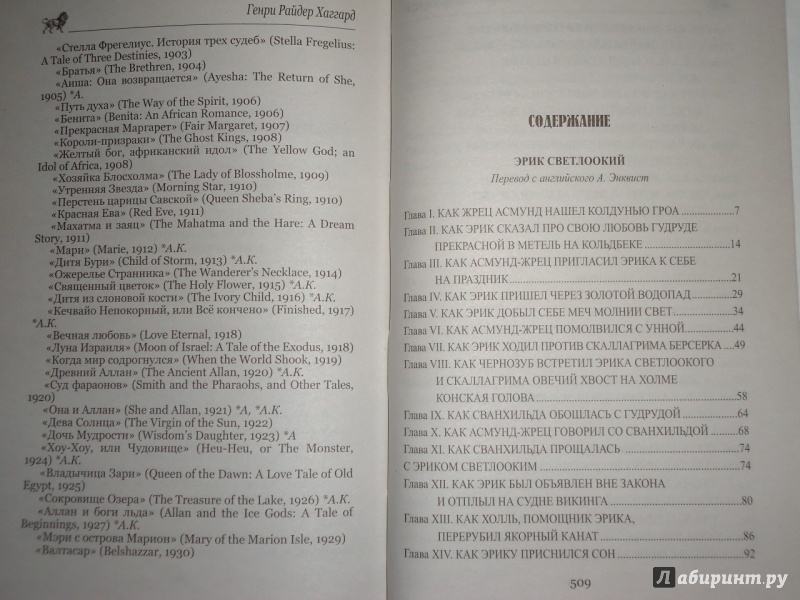 Генри Райдер Хаггард
«Стелла Фрегелиус. История трех судеб» (Stella Fregelius:
A Tale of Three Destinies, 1903)
«Братья» (The Brethren, 1904)
«Аиша: Она возвращается» (Ayesha: The Return of She,
1905) *А.
«Путь духа» (The Way of the Spirit, 1906)
«Бенита» (Benita: An African Romance, 1906)
«Прекрасная Маргарет» (Fair Margaret, 1907)
«Короли-призраки» (The Ghost Kings, 1908)
«Желтый бог, африканский идол» (The Yellow God; an
Idol of Africa, 1908)
«Хозяйка Блосхолма» (The Lady of Blossholme, 1909)
«Утренняя Звезда» (Morning Star, 1910)
«Перстень царицы Савской» (Queen Sheba's Ring, 1910)
«Красная Ева» (Red Eve, 1911)
«Махатма и заяц» (The Mahatma and the Hare: A Dream
Story, 1911)
«Мари» (Marie, 1912) *А.К.
«Дитя Бури» (Child of Storm, 1913) *А.К.
«Ожерелье Странника» (The Wanderer's Necklace, 1914)
«Священный цветок» (The Holy Flower, 1915) *А.К.
«Дитя из слоновой кости» (The Ivory Child, 1916) *А.К.
«Кечвайо Непокорный, или Всё кончено» (Finished, 1917)
*А.К.
«Вечная любовь» (Love Eternal, 1918)
«Луна Израиля» (Moon of Israel: A Tale of the Exodus, 1918)
«Когда мир содрогнулся» (When the World Shook, 1919)
«Древний Аллан» (The Ancient Allan, 1920) *А.К.
«Суд фараонов» (Smith and the Pharaohs, and Other Tales,
1920)
«Она и Аллан» (She and Allan, 1921) *А, *А.К.
«Дева Солнца» (The Virgin of the Sun, 1922)
«Дочь Мудрости» (Wisdom's Daughter, 1923) *А
«Хоу-Хоу, или Чудовище» (Heu-Heu, or The Monster,
1924) *А.К.
«Владычица Зари» (Queen of the Dawn: A Love Tale of Old
Egypt, 1925)
«Сокровище Озера» (The Treasure of the Lake, 1926) *А.К.
«Аллан и боги льда» (Allan and the Ice Gods: A Tale of
Beginnings, 1927) *А.К.
«Мэри с острова Марион» (Mary of the Marion Isle, 1929)
«Валтасар» (Belshazzar, 1930)
СОДЕРЖАНИЕ
ЭРИК СВЕТЛООКИЙ
Перевод с английского А. Энквист
Глава I. КАК ЖРЕЦ АСМУНД НАШЕЛ КОЛДУНЬЮ ГРОА ..... 7
Глава II. КАК ЭРИК СКАЗАЛ ПРО СВОЮ ЛЮБОВЬ ГУДРУДЕ
ПРЕКРАСНОЙ В МЕТЕЛЬ НА КОЛЬДБЕКЕ ..... 14
Глава III. КАК АСМУНД-ЖРЕЦ ПРИГЛАСИЛ ЭРИКА К СЕБЕ
НА ПРАЗДНИК ..... 21
Глава IV. КАК ЭРИК ПРИШЕЛ ЧЕРЕЗ ЗОЛОТОЙ ВОДОПАД ..... 29
Глава V. КАК ЭРИК ДОБЫЛ СЕБЕ МЕЧ МОЛНИИ СВЕТ ..... 34
Глава VI. КАК АСМУНД-ЖРЕЦ ПОМОЛВИЛСЯ С УННОЙ ..... 44
Глава VII. КАК ЭРИК ХОДИЛ ПРОТИВ СКАЛЛАГРИМА БЕРСЕРКА ..... 49
Глава VIII. КАК ЧЕРНОЗУБ ВСТРЕТИЛ ЭРИКА СВЕТЛООКОГО
И СКАЛЛАГРИМА ОВЕЧИЙ ХВОСТ НА ХОЛМЕ
КОНСКАЯ ГОЛОВА ..... 58
Глава IX. КАК СВАНХИЛЬДА ОБОШЛАСЬ С ГУДРУДОЙ ..... 64
Глава X. КАК АСМУНД-ЖРЕЦ ГОВОРИЛ СО СВАНХИЛЬДОЙ ..... 68
Глава XI. КАК СВАНХИЛЬДА ПРОЩАЛАСЬ ..... 74
С ЭРИКОМ СВЕТЛООКИМ ..... 74
Глава XII. КАК ЭРИК БЫЛ ОБЪЯВЛЕН ВНЕ ЗАКОНА
И ОТПЛЫЛ НА СУДНЕ ВИКИНГА ..... 80
Глава XIII. КАК ХОЛЛЬ, ПОМОЩНИК ЭРИКА,
ПЕРЕРУБИЛ ЯКОРНЫЙ КАНАТ ..... 86
Глава XIV. КАК ЭРИКУ ПРИСНИЛСЯ СОН ..... 92
509
Лабиринт.ру